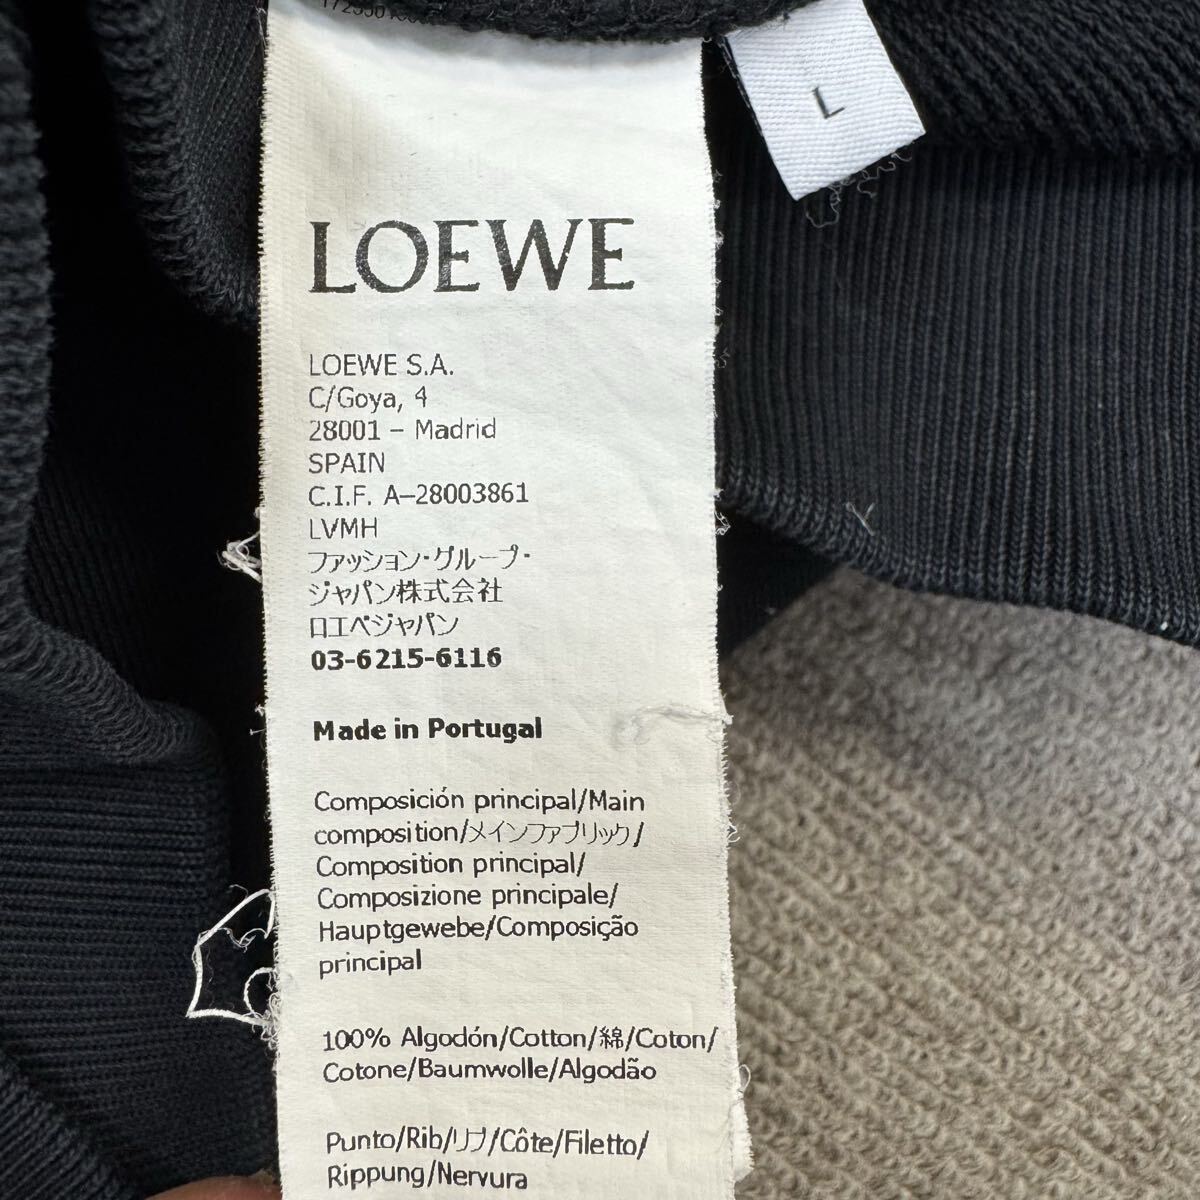 L
LOEWE
LOEWE S.A.
C/Goya, 4
28001 – Madrid
SPAIN
C.I.F. A–28003861
LVMH
ファッション・グループ・
ジャパン株式会社
ロエベジャパン
03-6215-6116
Made in Portugal
Composición principal/Main
composition/メインファブリック/
Composition principal/
Composizione principale/
Hauptgewebe/Composição
principal
100% Algodón/Cotton/綿/Coton/
Cotone/Baumwolle/Algodão
Punto/Rib/リブ/Côte/Filetto/
Rippung/Nervura